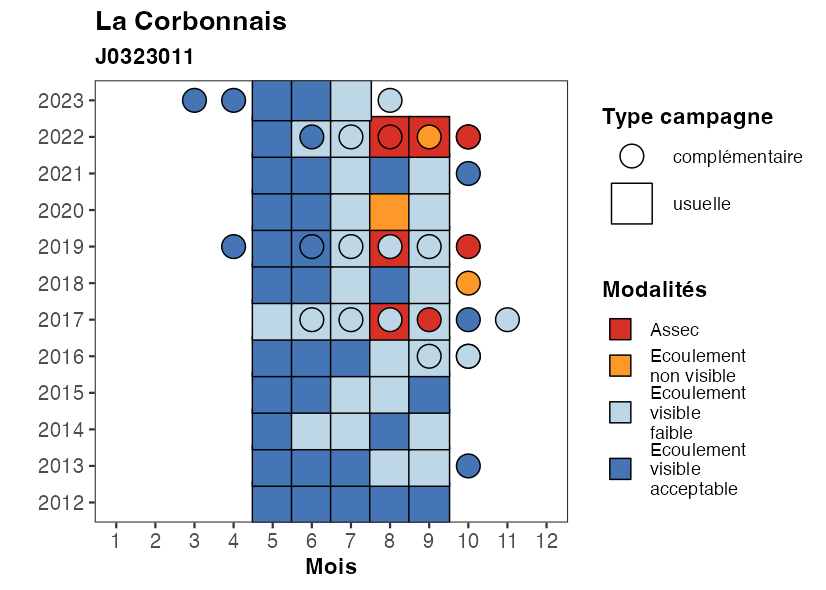 La Corbonnais
J0323011
2023
2022
2021
2020
2019
2018
2017
2016
2015
2014
2013
2012
1 2 3 4 5 6 7 8 9 10 11 12
Mois
Type campagne
complémentaire
usuelle
Modalités
Assec
Ecoulement
non visible
Ecoulement
visible
faible
Ecoulement
visible
acceptable